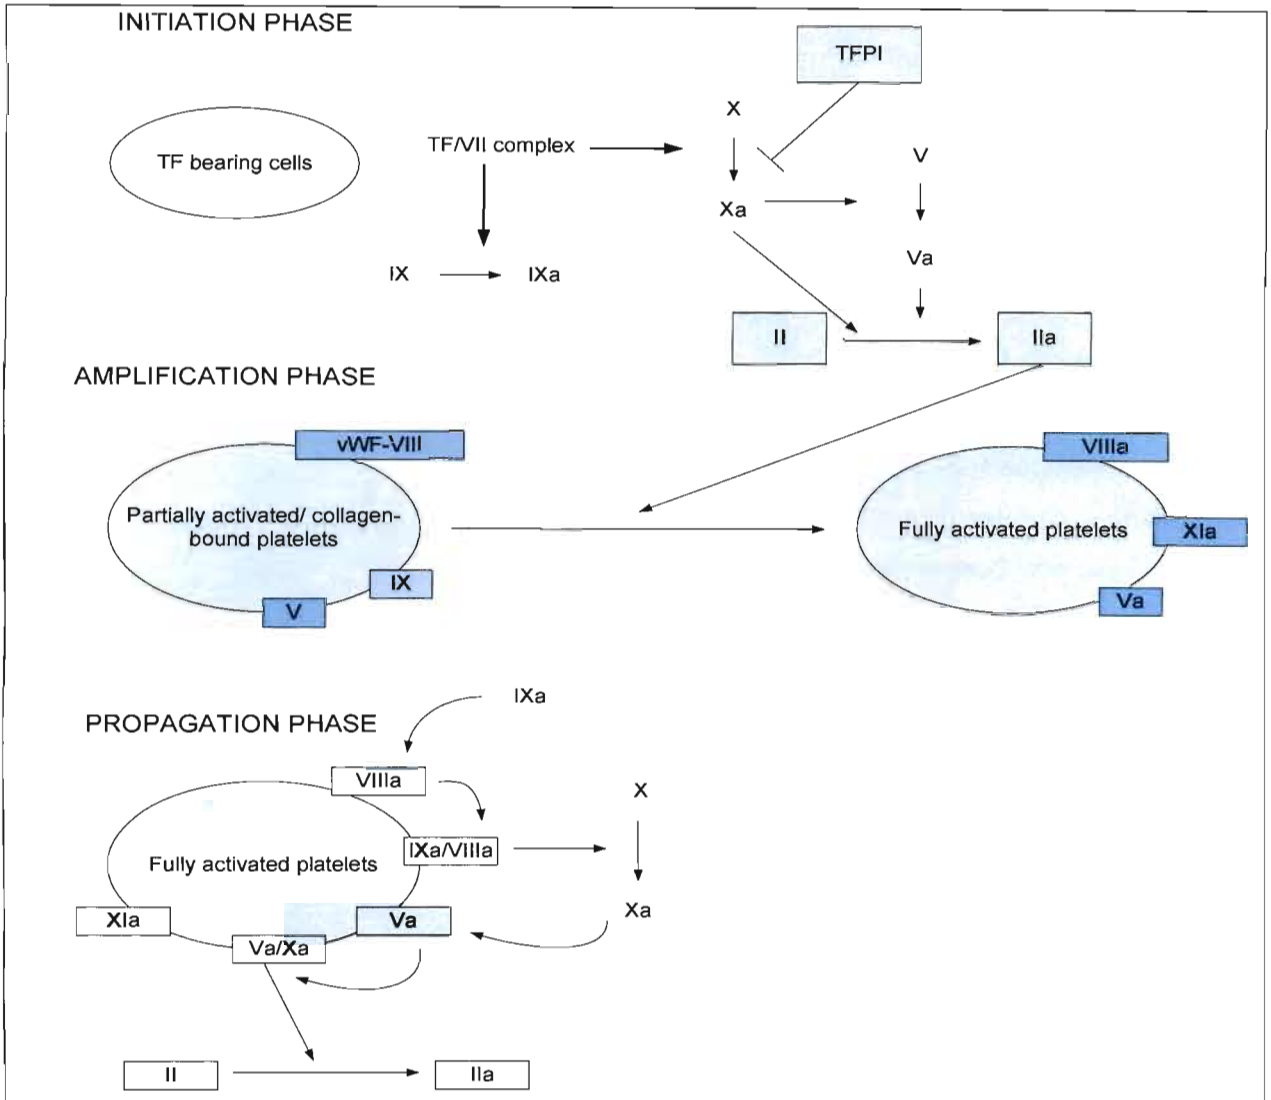 INITIATION PHASE
TFPI
X
TF/VII complex
V
TF bearing cells
Xa
Va
IX
IXa
II
IIa
AMPLIFICATION PHASE
vWF-VIII
VIIIa
Partially activated/ collagen-
bound platelets
Fully activated platelets
XIa
IX
V
Va
IXa
PROPAGATION PHASE
VIIIa
X
IXa/VIIIa
Fully activated platelets
Xa
XIa
Va
Va/Xa
II
IIa